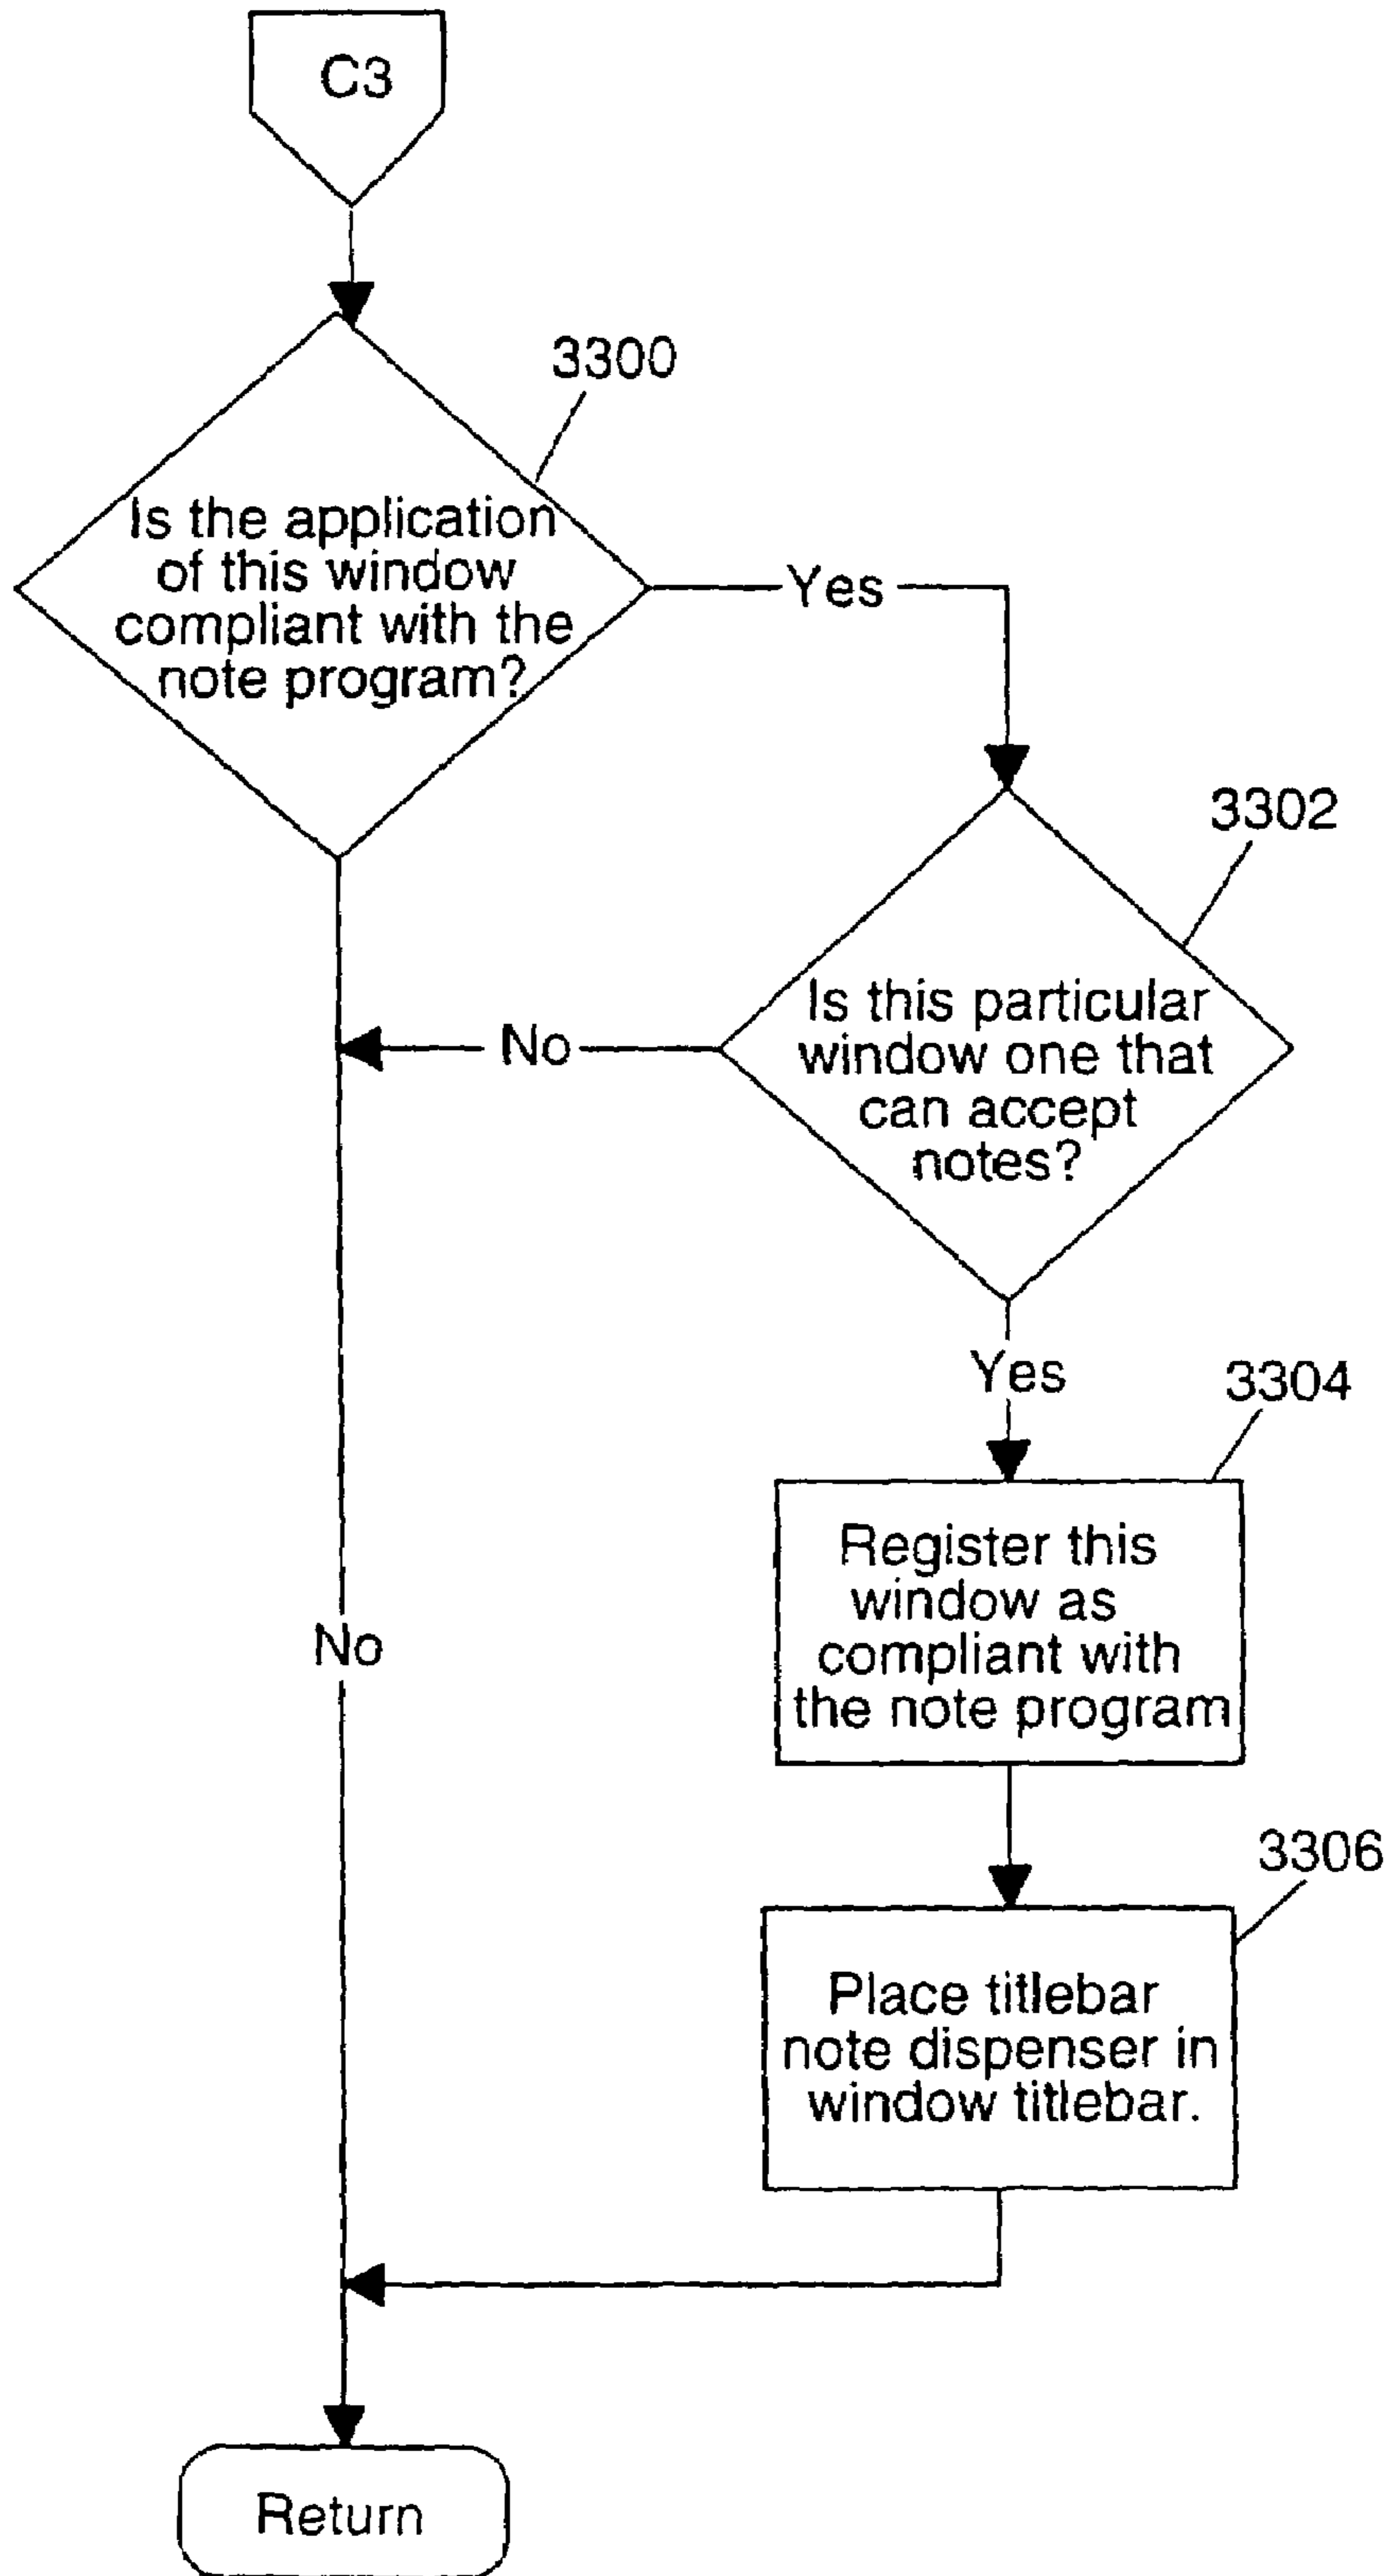 C3
3300
Is the application
of this window
compliant with the
note program?
Yes
3302
Is this particular
window one that
can accept
notes?
No
Yes
3304
Register this
window as
compliant with
the note program
No
3306
Place titlebar
note dispenser in
window titlebar.
Return